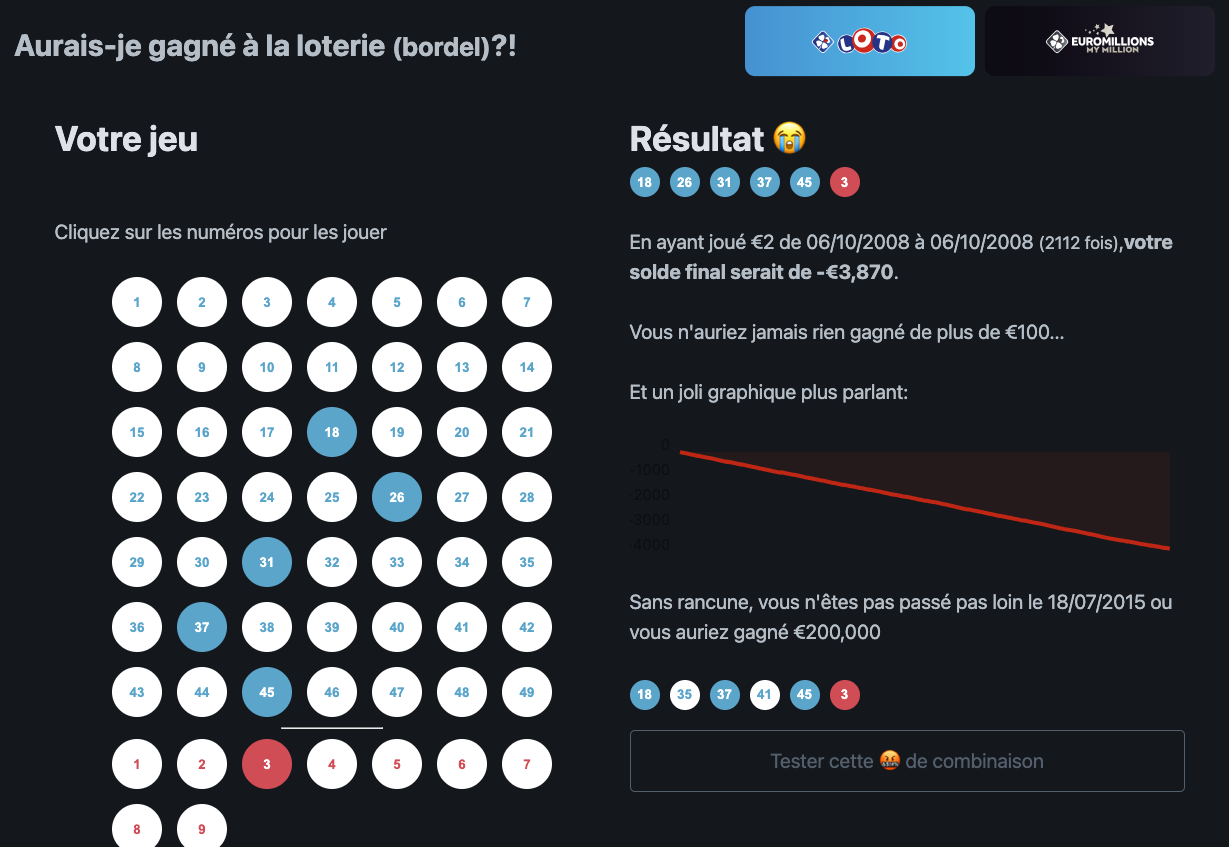 Aurais-je gagné à la loterie (bordel)?!
LOTO
EUROMILLIONS
MY MILLION
Votre jeu
Cliquez sur les numéros pour les jouer
1 2 3 4 5 6 7
8 9 10 11 12 13 14
15 16 17 18 19 20 21
22 23 24 25 26 27 28
29 30 31 32 33 34 35
36 37 38 39 40 41 42
43 44 45 46 47 48 49
1 2 3 4 5 6 7
8 9
Résultat 😭
18 26 31 37 45 3
En ayant joué €2 de 06/10/2008 à 06/10/2008 (2112 fois),votre
solde final serait de -€3,870.
Vous n'auriez jamais rien gagné de plus de €100...
Et un joli graphique plus parlant:
0
-1000
-2000
-3000
-4000
Sans rancune, vous n'êtes pas passé pas loin le 18/07/2015 ou
vous auriez gagné €200,000
18 35 37 41 45 3
Tester cette 🤬 de combinaison